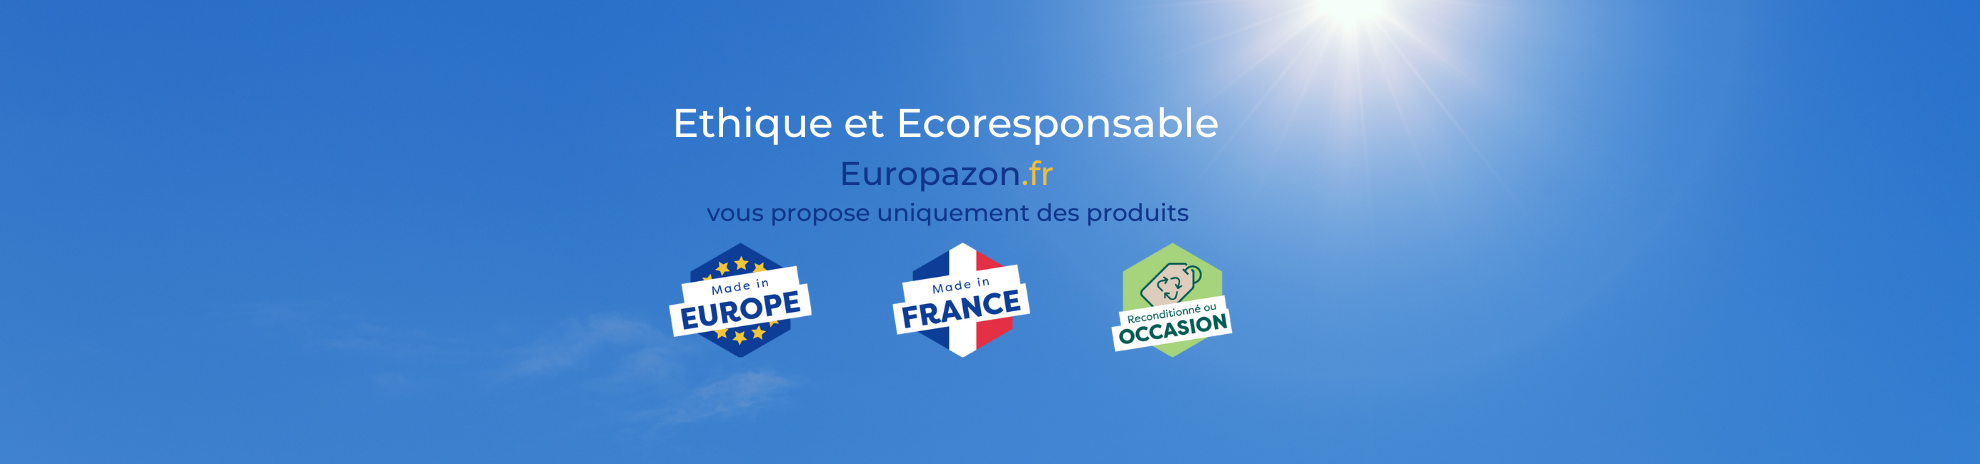 Ethique et Ecoresponsable
Europazon.fr
vous propose uniquement des produits
Made in
EUROPE
Made in
FRANCE
Reconditionné ou
OCCASION